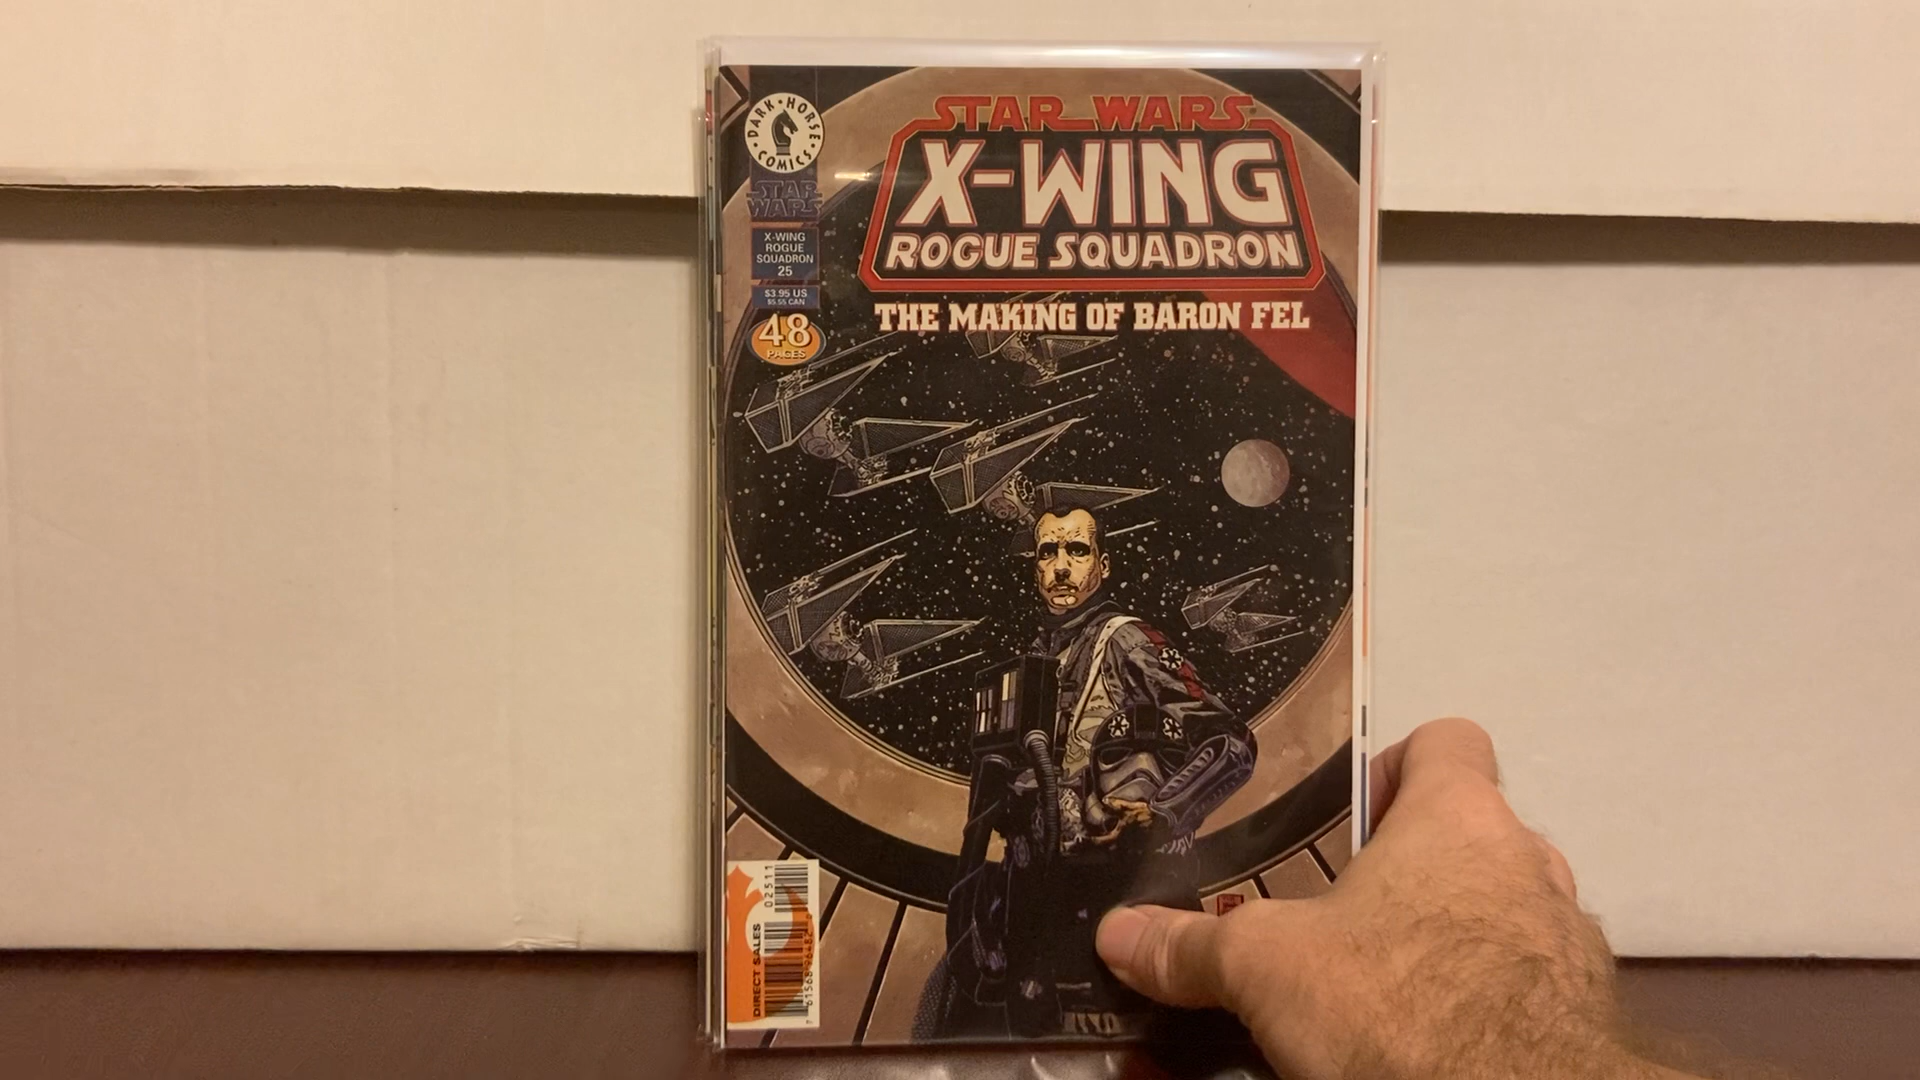 DARK HORSE COMICS
STAR WARS
X-WING
ROGUE
SQUADRON
25
$3.95 US
$5.55 CAN
48
PAGES
STAR WARS
X-WING
ROGUE SQUADRON
THE MAKING OF BARON FEL
DIRECT SALES
02511